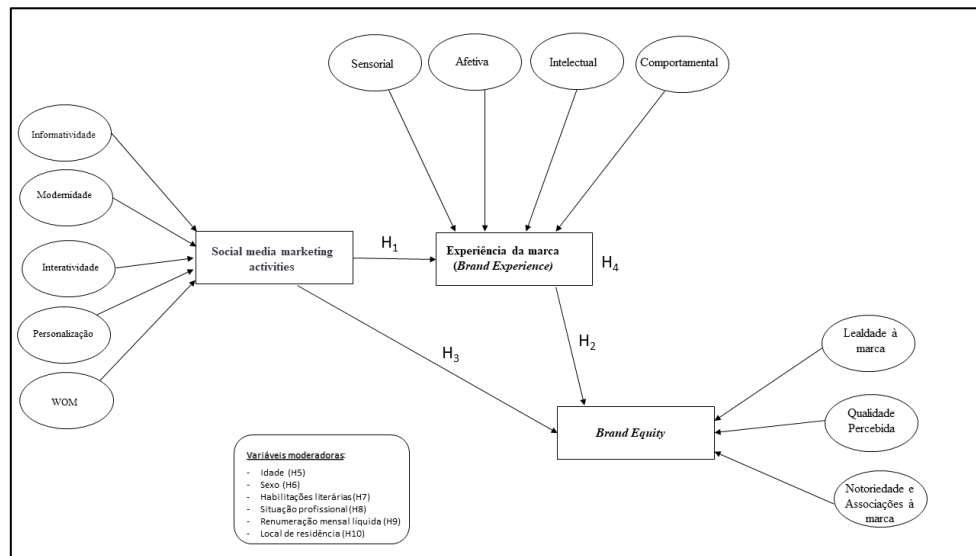 Sensorial
Afetiva
Intelectual
Comportamental
Informatividade
Modernidade
Interatividade
Personalização
WOM
Social media marketing
activities
H1
Experiência da marca
(Brand Experience)
H4
H3
H2
Brand Equity
Lealdade à
marca
Qualidade
Percebida
Notoriedade e
Associações à
marca
Variáveis moderadoras:
- Idade (H5)
- Sexo (H6)
- Habilitações literárias (H7)
- Situação profissional (H8)
- Renumeração mensal líquida (H9)
- Local de residência (H10)